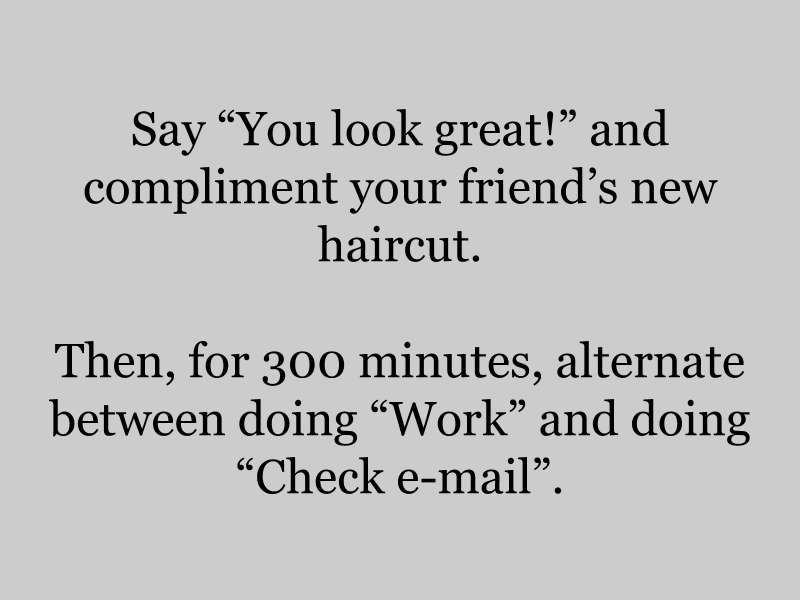 Say “You look great!” and
compliment your friend’s new
haircut.
Then, for 300 minutes, alternate
between doing “Work” and doing
“Check e-mail”.